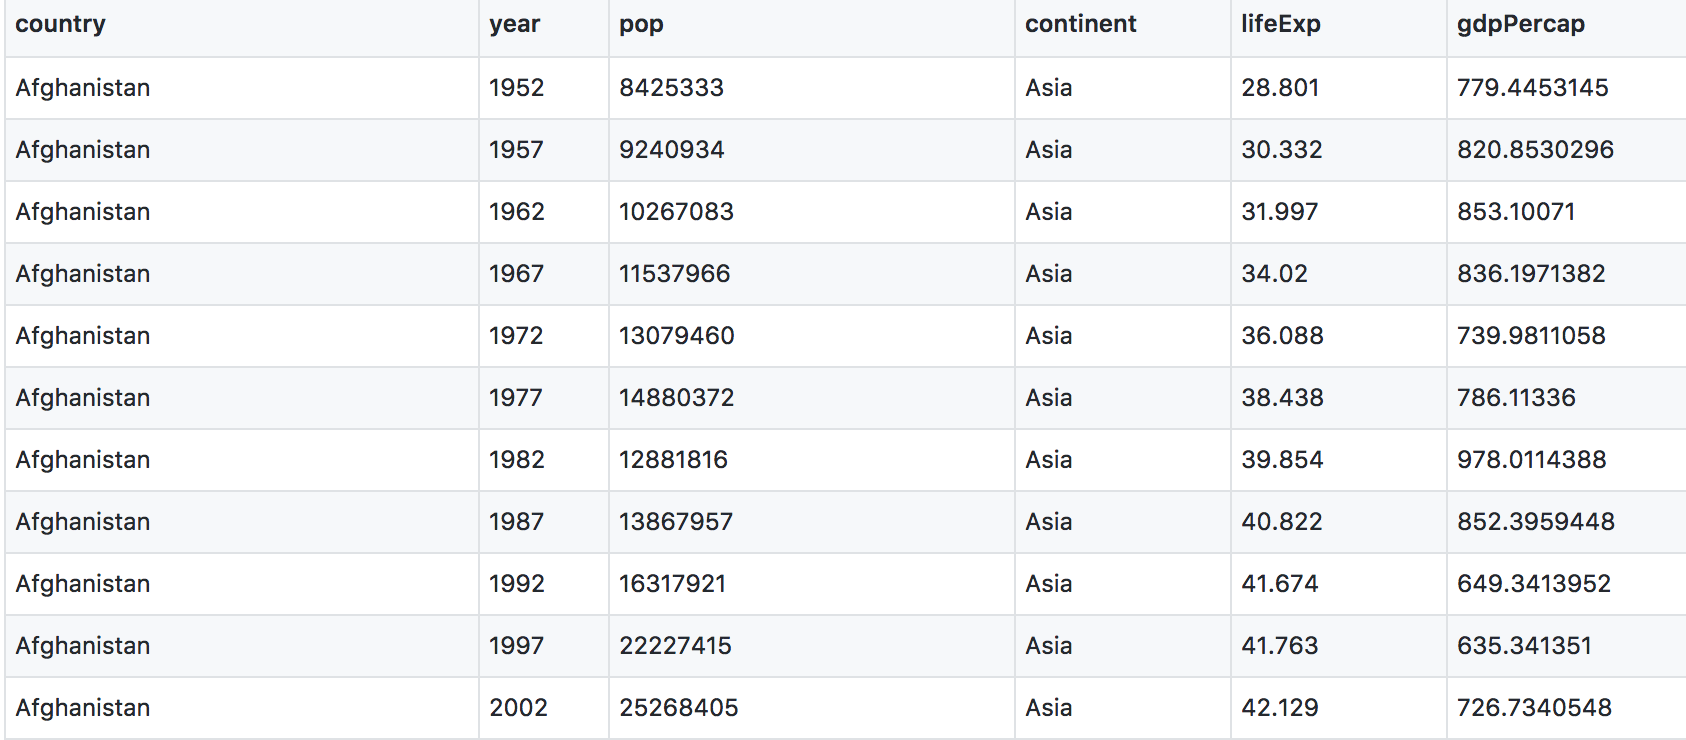 country year pop continent lifeExp gdpPercap
Afghanistan 1952 8425333 Asia 28.801 779.4453145
Afghanistan 1957 9240934 Asia 30.332 820.8530296
Afghanistan 1962 10267083 Asia 31.997 853.10071
Afghanistan 1967 11537966 Asia 34.02 836.1971382
Afghanistan 1972 13079460 Asia 36.088 739.9811058
Afghanistan 1977 14880372 Asia 38.438 786.11336
Afghanistan 1982 12881816 Asia 39.854 978.0114388
Afghanistan 1987 13867957 Asia 40.822 852.3959448
Afghanistan 1992 16317921 Asia 41.674 649.3413952
Afghanistan 1997 22227415 Asia 41.763 635.341351
Afghanistan 2002 25268405 Asia 42.129 726.7340548